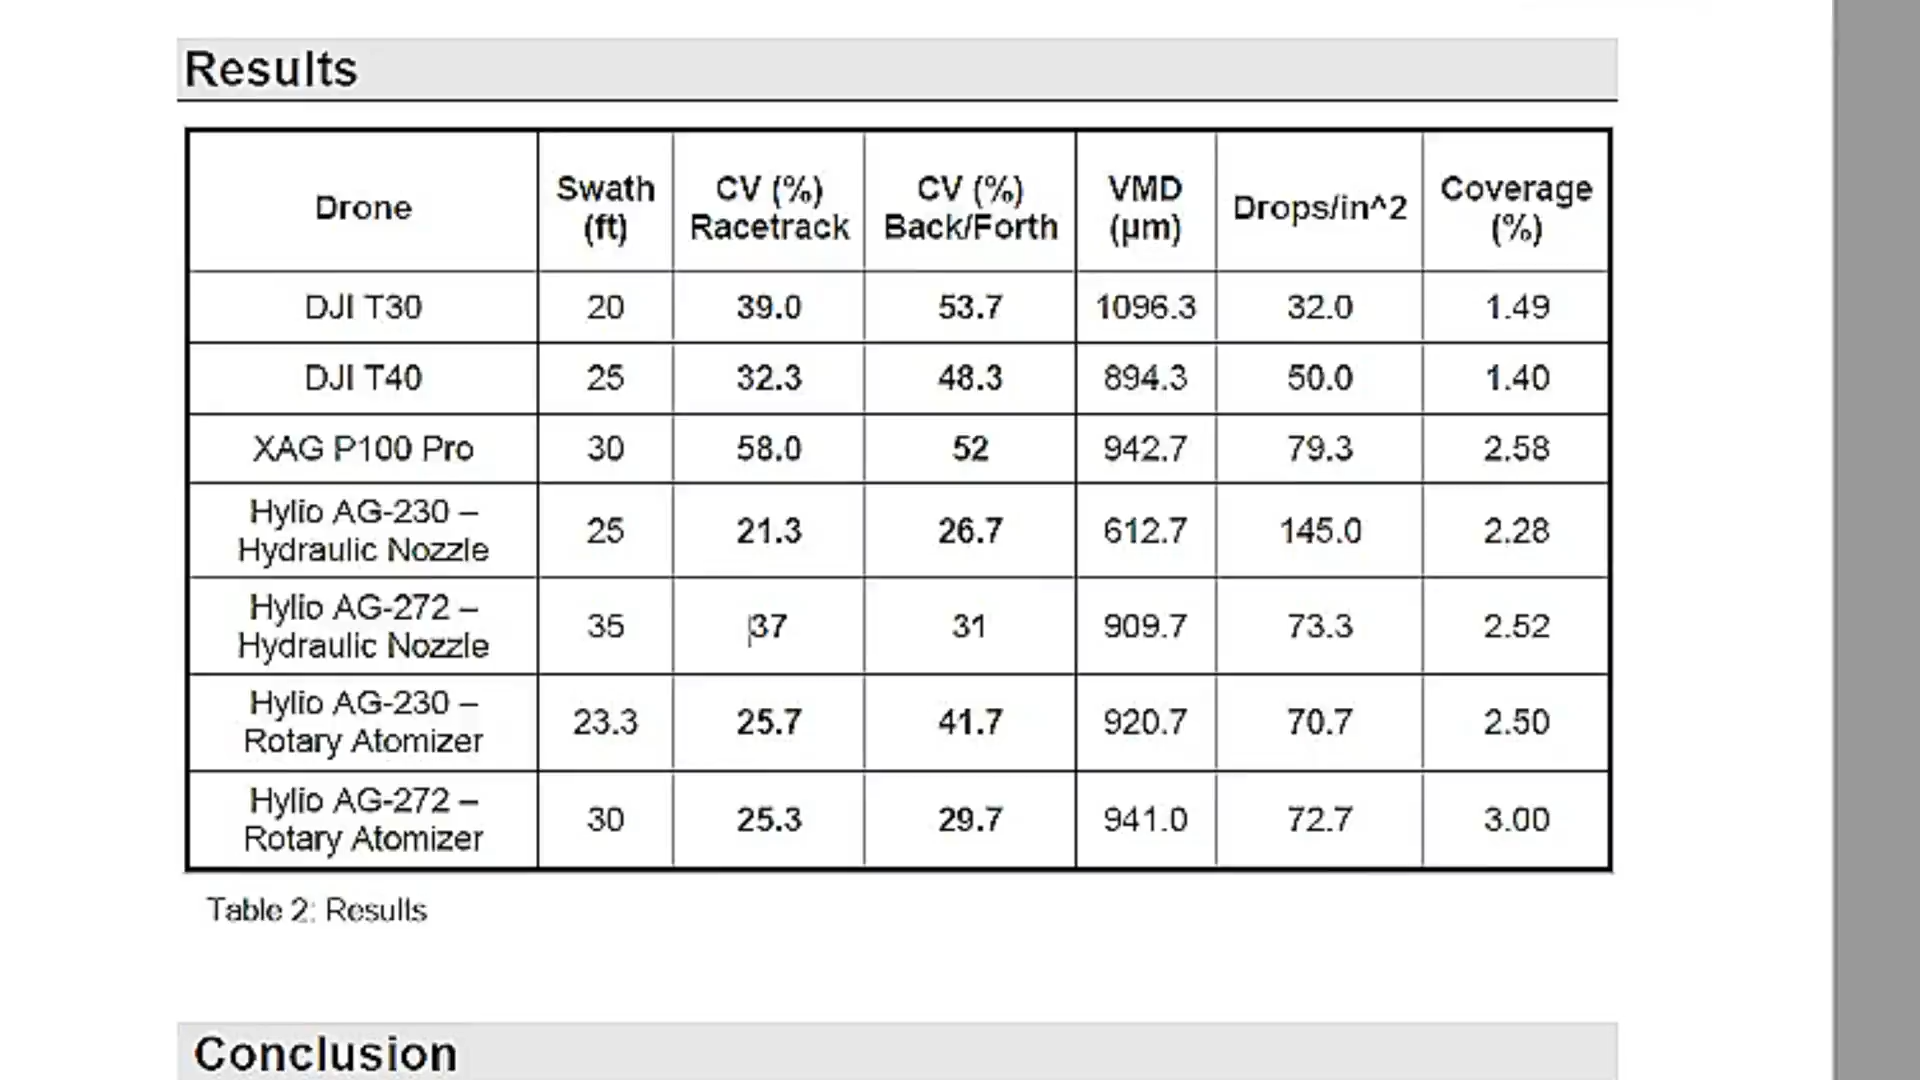 Results
Drone Swath (ft) CV (%) Racetrack CV (%) Back/Forth VMD (µm) Drops/in^2 Coverage (%)
DJI T30 20 39.0 53.7 1096.3 32.0 1.49
DJI T40 25 32.3 48.3 894.3 50.0 1.40
XAG P100 Pro 30 58.0 52 942.7 79.3 2.58
Hylio AG-230 – Hydraulic Nozzle 25 21.3 26.7 612.7 145.0 2.28
Hylio AG-272 – Hydraulic Nozzle 35 37 31 909.7 73.3 2.52
Hylio AG-230 – Rotary Atomizer 23.3 25.7 41.7 920.7 70.7 2.50
Hylio AG-272 – Rotary Atomizer 30 25.3 29.7 941.0 72.7 3.00
Table 2: Results
Conclusion